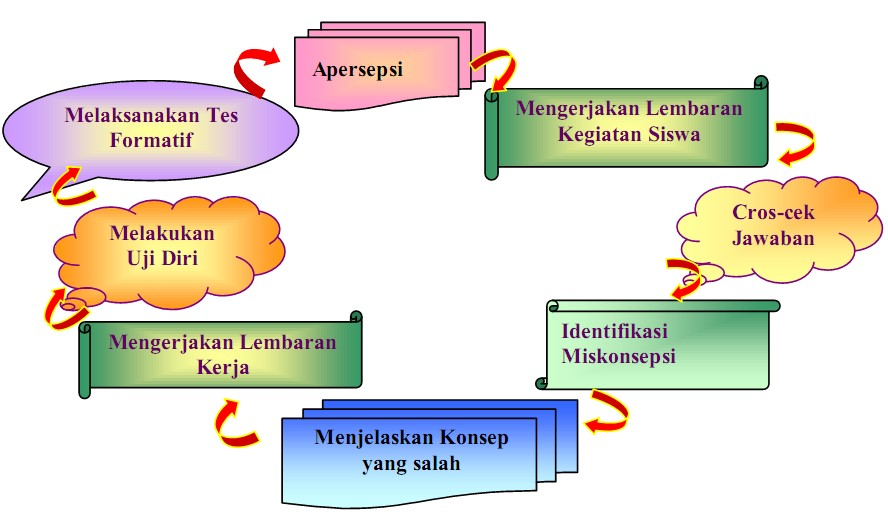 Apersepsi
Mengerjakan Lembaran
Kegiatan Siswa
Cros-cek
Jawaban
Identifikasi
Miskonsepsi
Menjelaskan Konsep
yang salah
Mengerjakan Lembaran
Kerja
Melakukan
Uji Diri
Melaksanakan Tes
Formatif